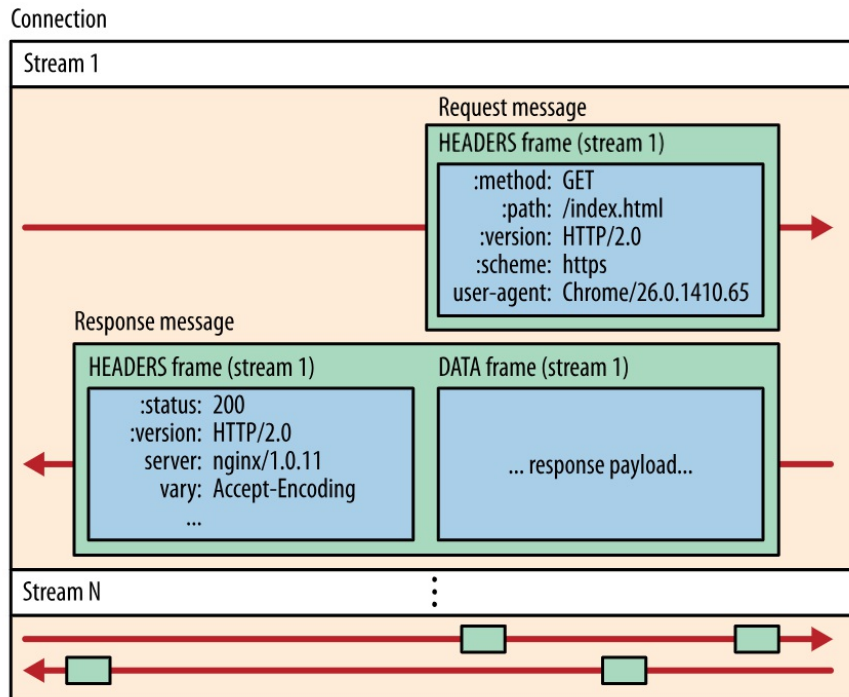 Connection
Stream 1
Request message
HEADERS frame (stream 1)
:method: GET
:path: /index.html
:version: HTTP/2.0
:scheme: https
user-agent: Chrome/26.0.1410.65
Response message
HEADERS frame (stream 1)
:status: 200
:version: HTTP/2.0
server: nginx/1.0.11
vary: Accept-Encoding
...
DATA frame (stream 1)
... response payload...
Stream N